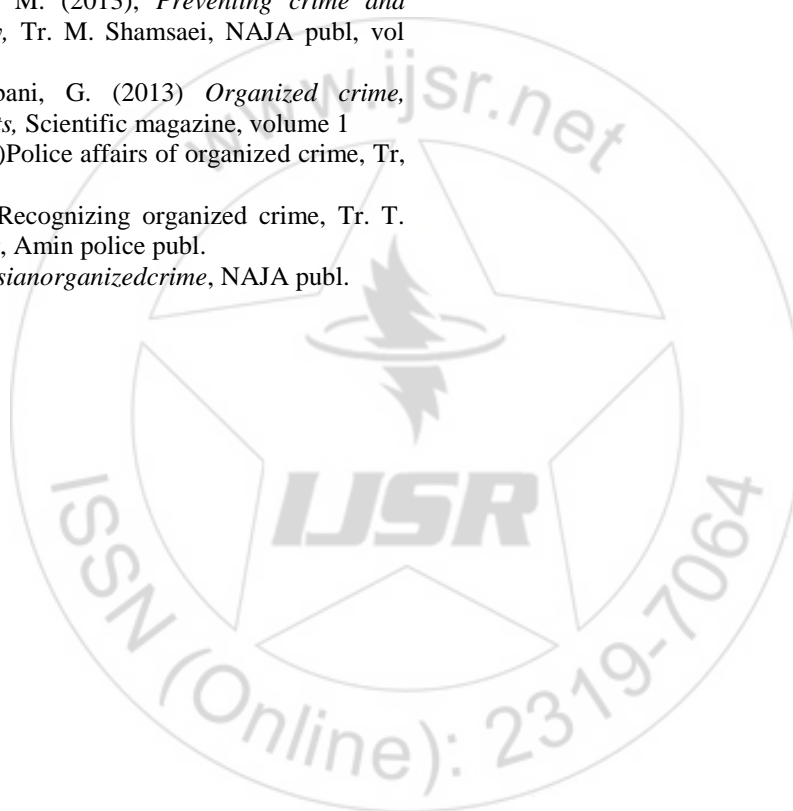 M. (2013), Preventing crime and
Tr. M. Shamsaei, NAJA publ, vol
G. (2013) Organized crime,
Scientific magazine, volume 1
)Police affairs of organized crime, Tr,
Recognizing organized crime, Tr. T.
, Amin police publ.
sianorganizedcrime, NAJA publ.
www.ijsr.net
IJSR
ISSN (Online): 2319-7064